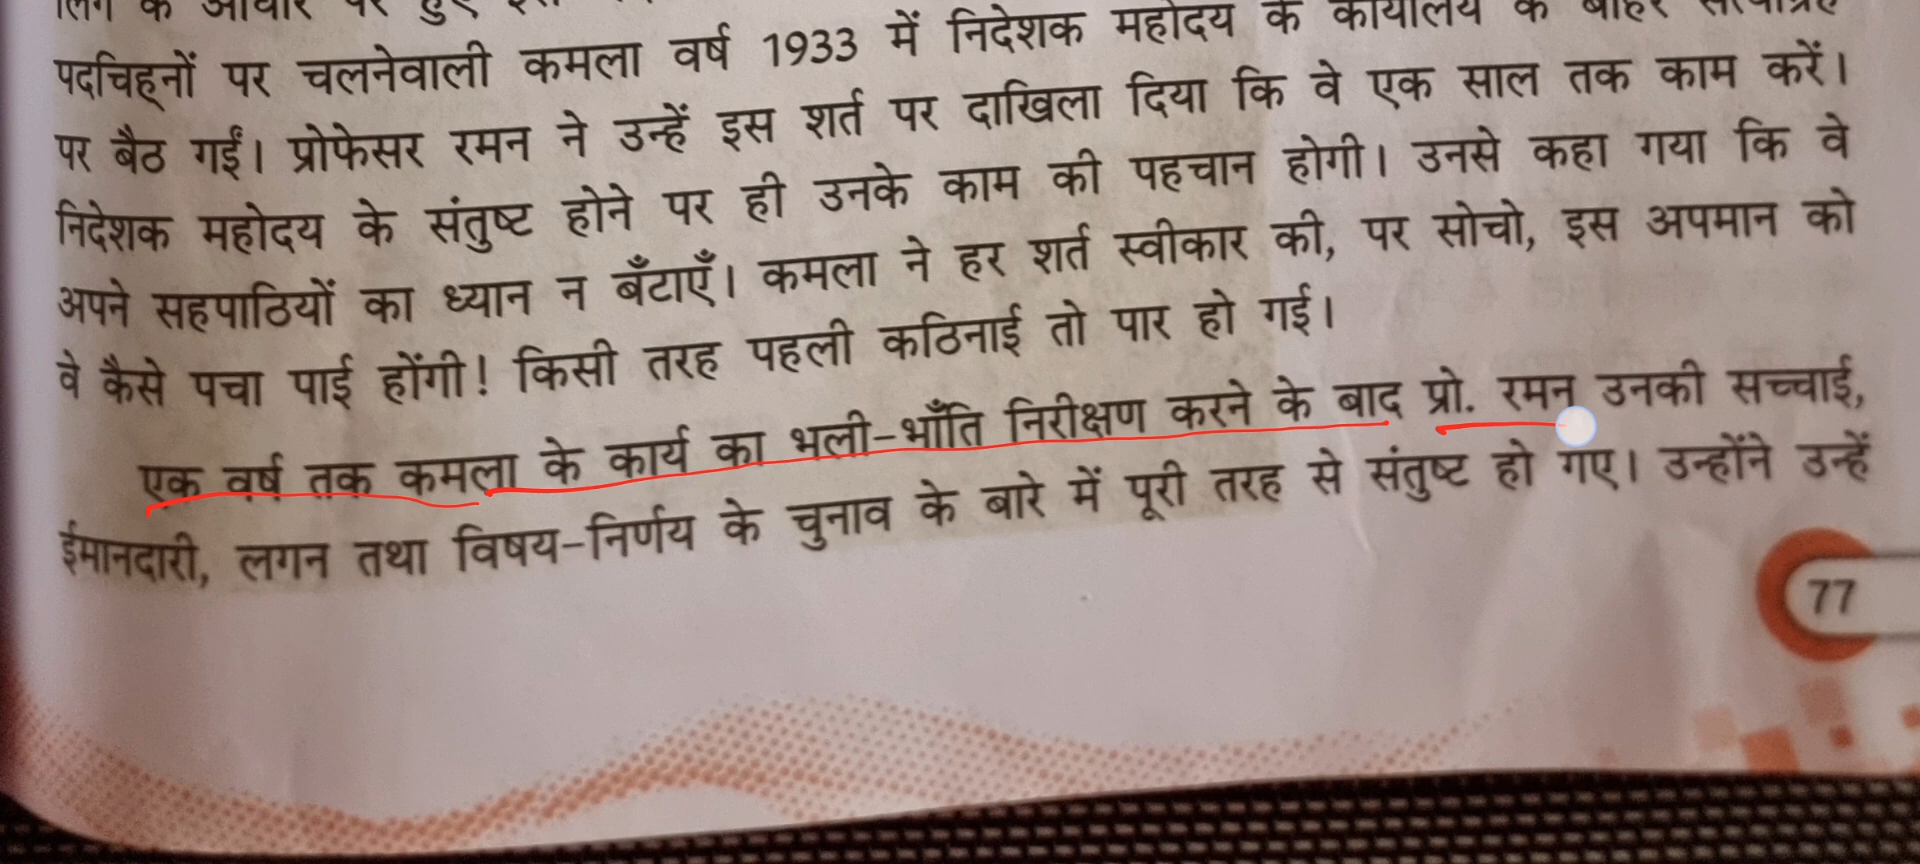 लिंग के आधार पर हुए
पदचिह्नों पर चलनेवाली कमला वर्ष 1933 में निदेशक महोदय के कार्यालय के बाहर सत्याग्रह
पर बैठ गईं। प्रोफेसर रमन ने उन्हें इस शर्त पर दाखिला दिया कि वे एक साल तक काम करें।
निदेशक महोदय के संतुष्ट होने पर ही उनके काम की पहचान होगी। उनसे कहा गया कि वे
अपने सहपाठियों का ध्यान न बँटाएँ। कमला ने हर शर्त स्वीकार की, पर सोचो, इस अपमान को
वे कैसे पचा पाई होंगी! किसी तरह पहली कठिनाई तो पार हो गई।
एक वर्ष तक कमला के कार्य का भली-भाँति निरीक्षण करने के बाद प्रो. रमन उनकी सच्चाई,
ईमानदारी, लगन तथा विषय-निर्णय के चुनाव के बारे में पूरी तरह से संतुष्ट हो गए। उन्होंने उन्हें
77